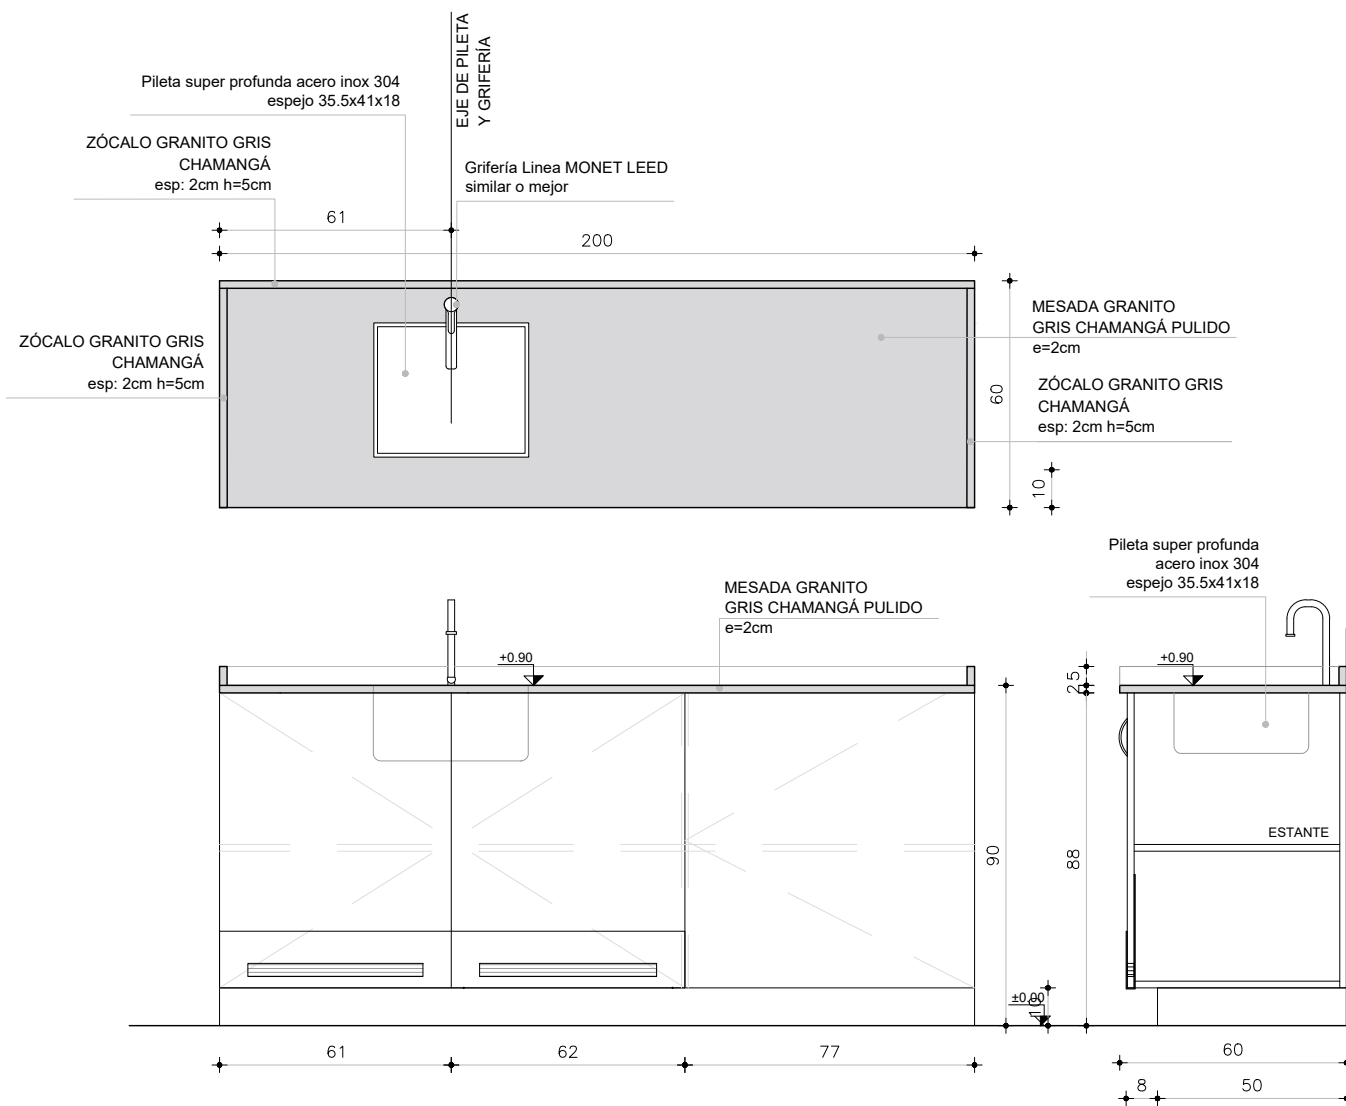 EJE DE PILETA
Y GRIFERÍA
Pileta super profunda acero inox 304
espejo 35.5x41x18
ZÓCALO GRANITO GRIS
CHAMANGÁ
esp: 2cm h=5cm
Grifería Linea MONET LEED
similar o mejor
61
200
ZÓCALO GRANITO GRIS
CHAMANGÁ
esp: 2cm h=5cm
MESADA GRANITO
GRIS CHAMANGÁ PULIDO
e=2cm
60
ZÓCALO GRANITO GRIS
CHAMANGÁ
esp: 2cm h=5cm
10
Pileta super profunda
acero inox 304
espejo 35.5x41x18
MESADA GRANITO
GRIS CHAMANGÁ PULIDO
e=2cm
+0.90
+0.90
5
2
ESTANTE
90
88
±0.00
10
61
62
77
60
8
50